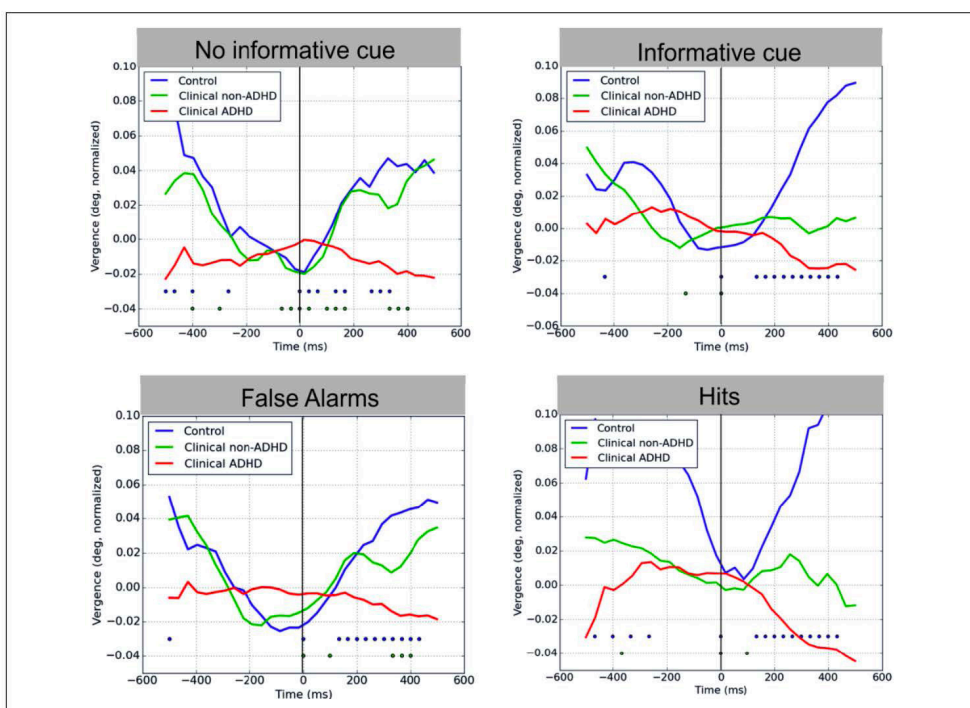 No informative cue
0.10
0.08
0.06
0.04
0.02
0.00
−0.02
−0.04
Vergence (deg, normalized)
Control
Clinical non-ADHD
Clinical ADHD
−600 −400 −200 0 200 400 600
Time (ms)
Informative cue
0.10
0.08
0.06
0.04
0.02
0.00
−0.02
−0.04
−0.06
Vergence (deg, normalized)
Control
Clinical non-ADHD
Clinical ADHD
−600 −400 −200 0 200 400 600
Time (ms)
False Alarms
0.10
0.08
0.06
0.04
0.02
0.00
−0.02
−0.04
Vergence (deg, normalized)
Control
Clinical non-ADHD
Clinical ADHD
−600 −400 −200 0 200 400 600
Time (ms)
Hits
0.10
0.08
0.06
0.04
0.02
0.00
−0.02
−0.04
Vergence (deg, normalized)
Control
Clinical non-ADHD
Clinical ADHD
−600 −400 −200 0 200 400 600
Time (ms)